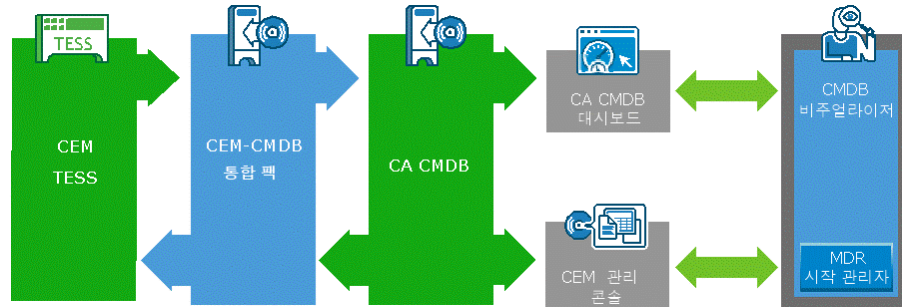 TESS
CEM
TESS
CEM-CMDB
통합 팩
CA CMDB
CA CMDB
대시보드
CEM 관리
콘솔
CMDB
비주얼라이저
MDR
시작 관리자